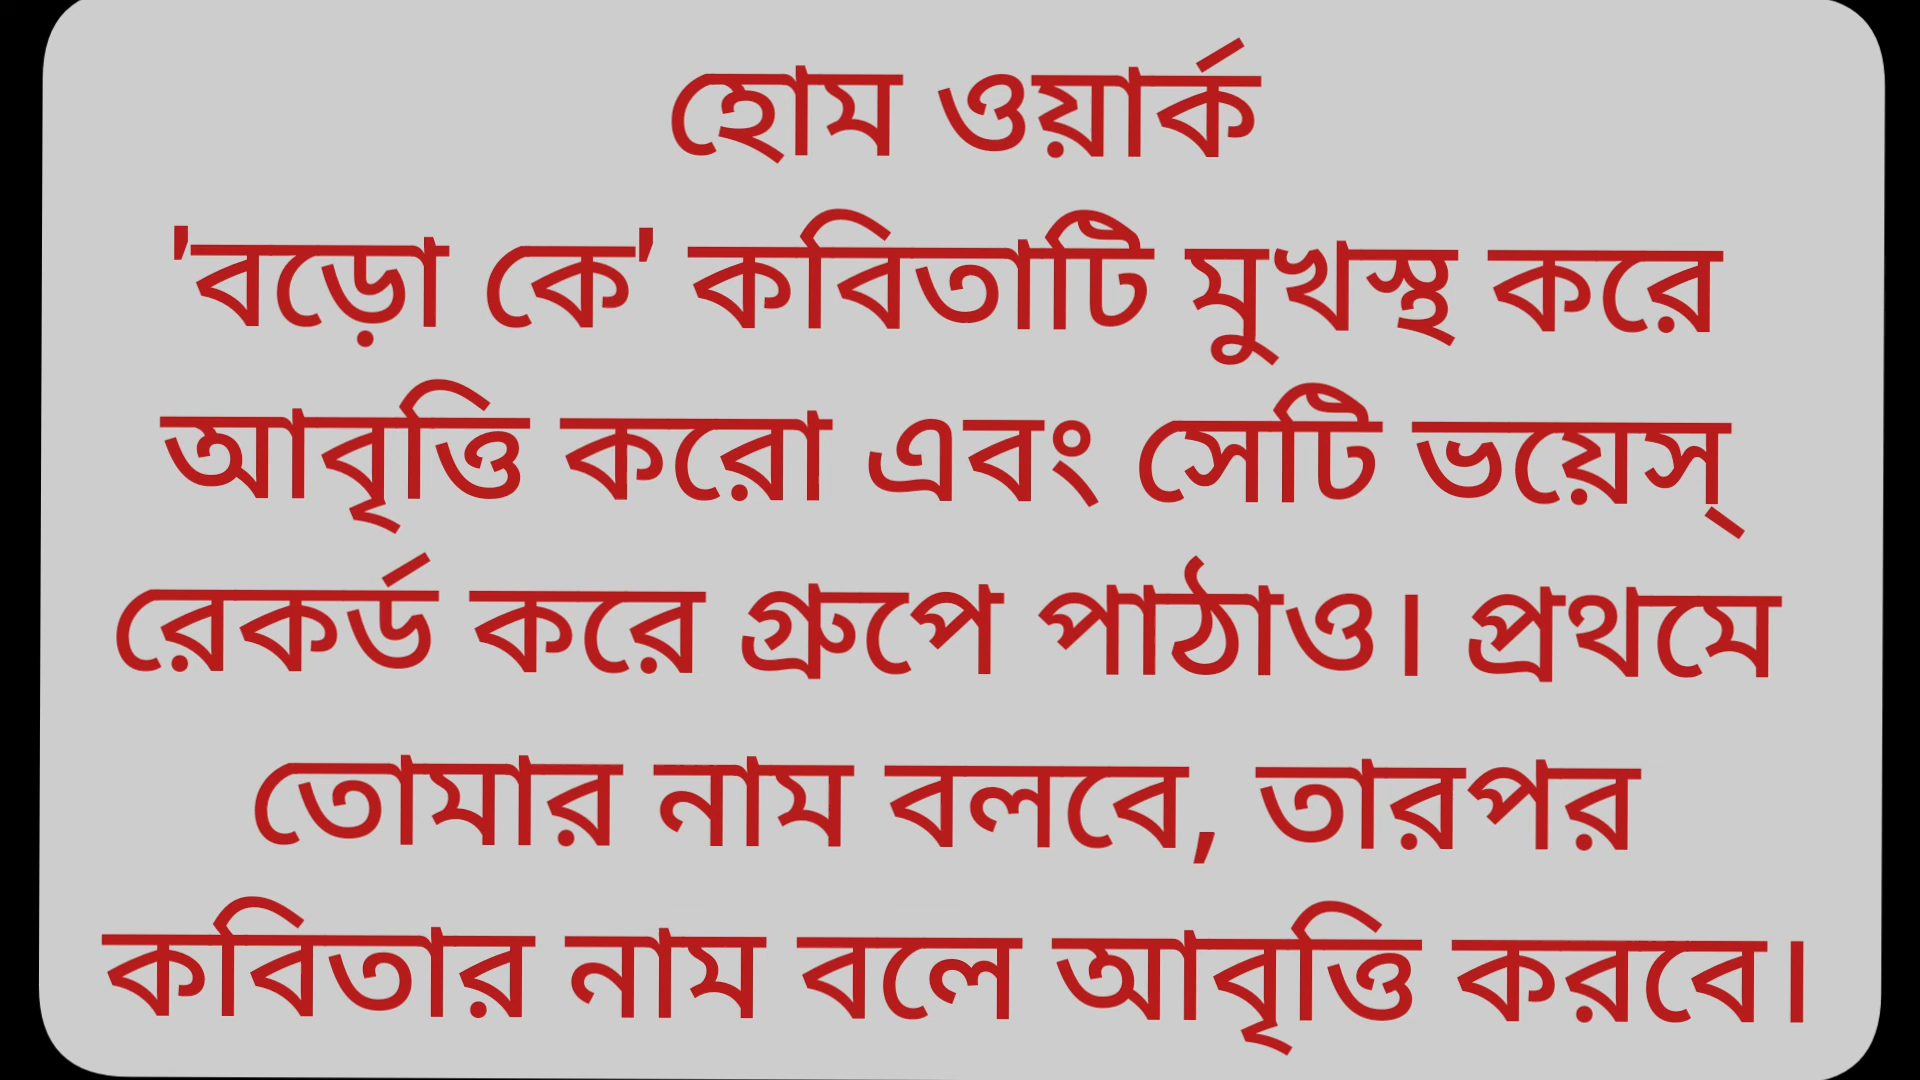 হোম ওয়ার্ক
'বড়ো কে' কবিতাটি মুখস্থ করে
আবৃত্তি করো এবং সেটি ভয়েস্
রেকর্ড করে গ্রুপে পাঠাও। প্রথমে
তোমার নাম বলবে, তারপর
কবিতার নাম বলে আবৃত্তি করবে।